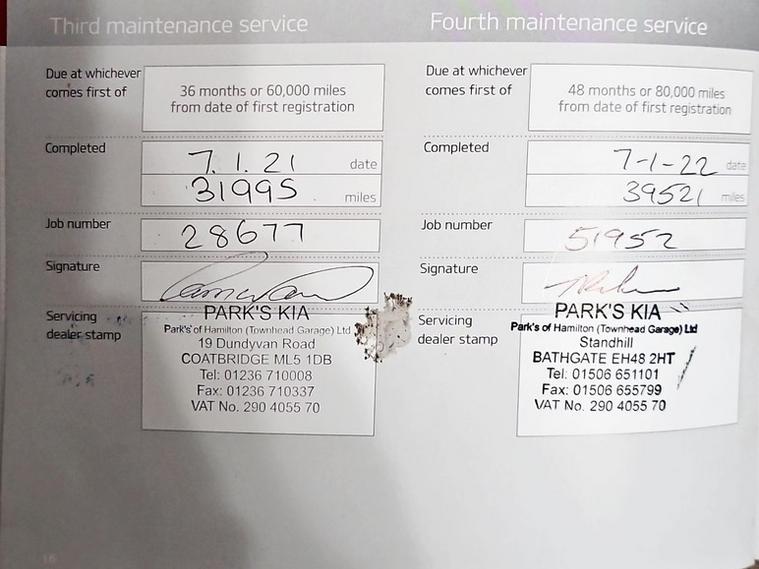 Third maintenance service
Due at whichever
comes first of
36 months or 60,000 miles
from date of first registration
Completed
7.1.21 date
31995 miles
Job number
28677
Signature
Servicing
dealer stamp
PARK'S KIA
Park's of Hamilton (Townhead Garage) Ltd
19 Dundyvan Road
COATBRIDGE ML5 1DB
Tel: 01236 710008
Fax: 01236 710337
VAT No. 290 4055 70
Fourth maintenance service
Due at whichever
comes first of
48 months or 80,000 miles
from date of first registration
Completed
7-1-22 date
39521 miles
Job number
51952
Signature
Servicing
dealer stamp
PARK'S KIA
Park's of Hamilton (Townhead Garage) Ltd
Standhill
BATHGATE EH48 2HT
Tel: 01506 651101
Fax: 01506 655799
VAT No. 290 4055 70
16